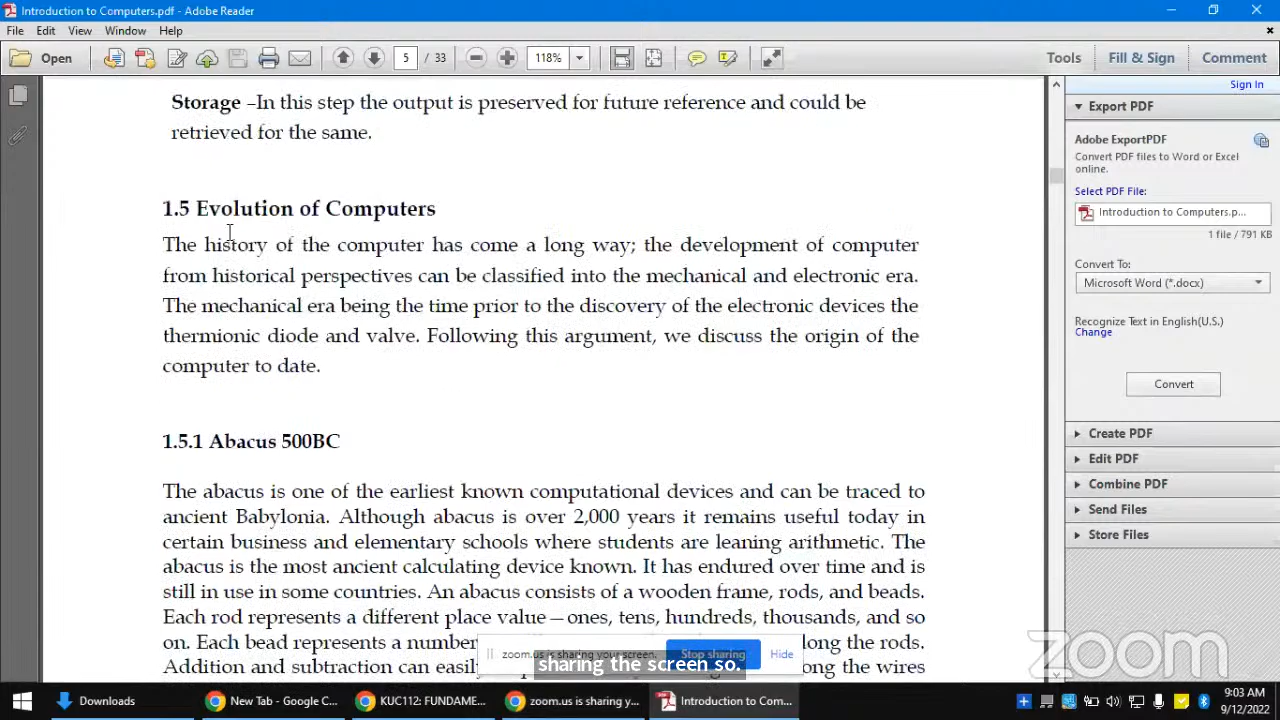 Introduction to Computers.pdf - Adobe Reader
File Edit View Window Help
Open 5 / 33 118% Tools Fill & Sign Comment
Sign In
Storage –In this step the output is preserved for future reference and could be
retrieved for the same.
1.5 Evolution of Computers
The history of the computer has come a long way; the development of computer
from historical perspectives can be classified into the mechanical and electronic era.
The mechanical era being the time prior to the discovery of the electronic devices the
thermionic diode and valve. Following this argument, we discuss the origin of the
computer to date.
1.5.1 Abacus 500BC
The abacus is one of the earliest known computational devices and can be traced to
ancient Babylonia. Although abacus is over 2,000 years it remains useful today in
certain business and elementary schools where students are leaning arithmetic. The
abacus is the most ancient calculating device known. It has endured over time and is
still in use in some countries. An abacus consists of a wooden frame, rods, and beads.
Each rod represents a different place value—ones, tens, hundreds, thousands, and so
on. Each bead represents a number, along the rods.
Addition and subtraction can easily along the wires
Export PDF
Adobe ExportPDF
Convert PDF files to Word or Excel
online.
Select PDF File:
Introduction to Computers.p...
1 file / 791 KB
Convert To:
Microsoft Word (*.docx)
Recognize Text in English(U.S.)
Change
Convert
Create PDF
Edit PDF
Combine PDF
Send Files
Store Files
zoom.us is sharing your screen. Stop sharing Hide
sharing the screen so.
zoom
Downloads New Tab - Google C... KUC112: FUNDAME... zoom.us is sharing y... Introduction to Com...
9:03 AM
9/12/2022